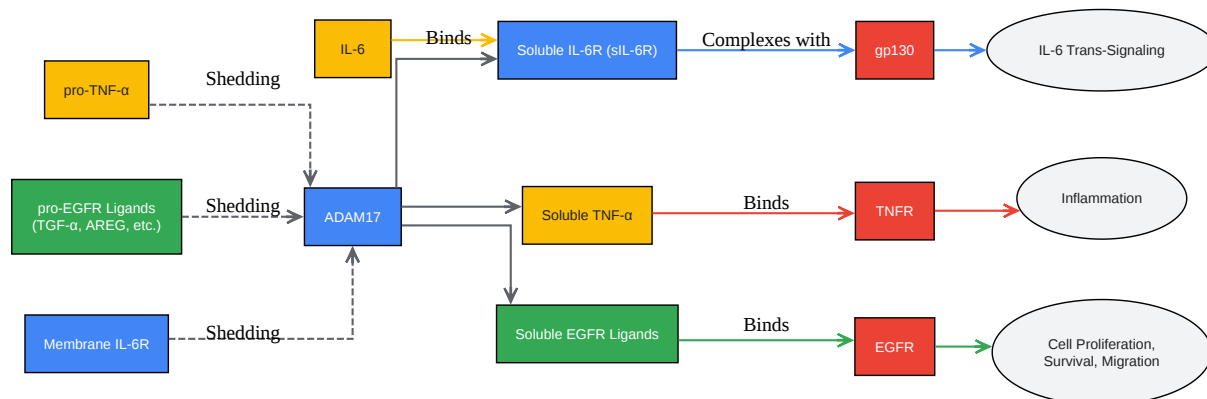 IL-6
Binds
Soluble IL-6R (sIL-6R)
Complexes with
gp130
IL-6 Trans-Signaling
pro-TNF-α
Shedding
pro-EGFR Ligands
(TGF-α, AREG, etc.)
Shedding
ADAM17
Soluble TNF-α
Binds
TNFR
Inflammation
Membrane IL-6R
Shedding
Soluble EGFR Ligands
Binds
EGFR
Cell Proliferation,
Survival, Migration